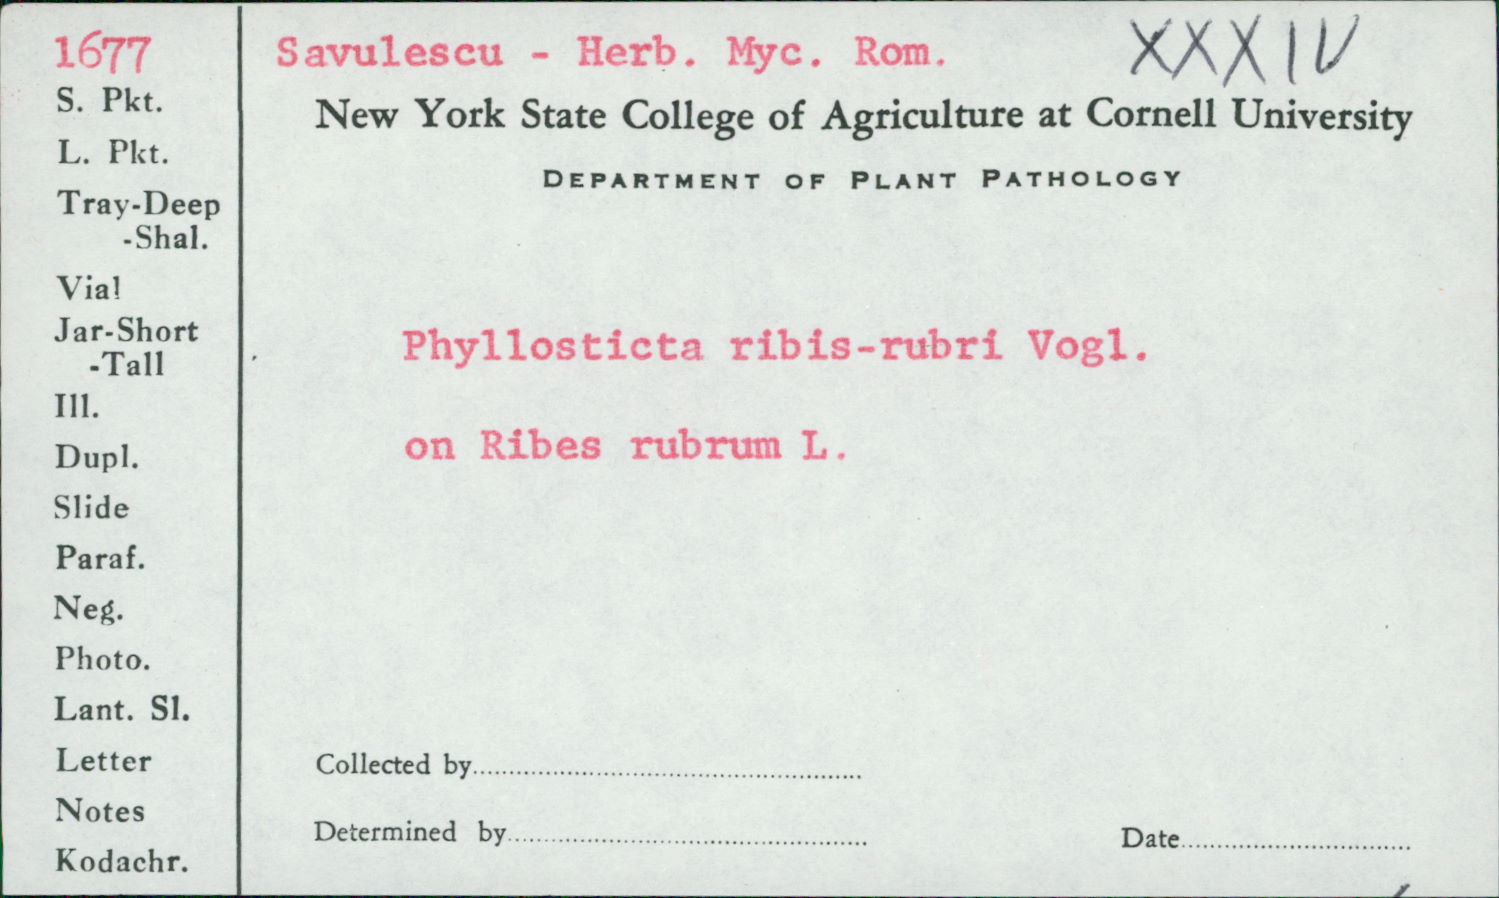 1677
S. Pkt.
L. Pkt.
Tray-Deep
-Shal.
Vial
Jar-Short
-Tall
Ill.
Dupl.
Slide
Paraf.
Neg.
Photo.
Lant. Sl.
Letter
Notes
Kodachr.
Savulescu - Herb. Myc. Rom. XXXIV
New York State College of Agriculture at Cornell University
DEPARTMENT OF PLANT PATHOLOGY
Phyllosticta ribis-rubri Vogl.
on Ribes rubrum L.
Collected by
Determined by
Date